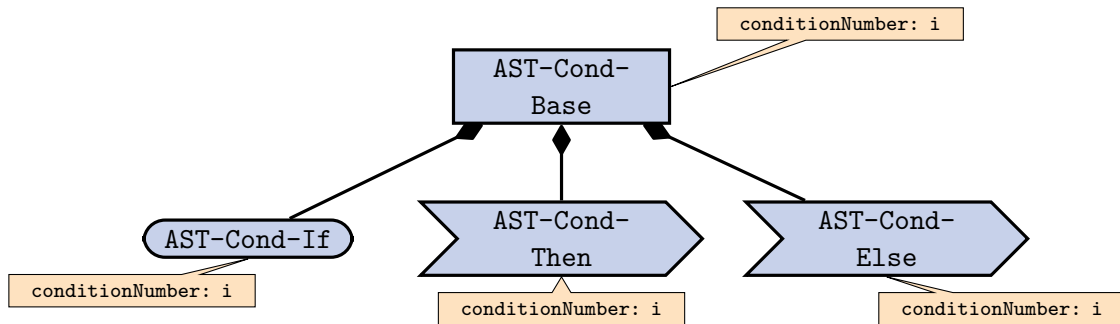 conditionNumber: i
AST-Cond-
Base
AST-Cond-If
AST-Cond-
Then
AST-Cond-
Else
conditionNumber: i
conditionNumber: i
conditionNumber: i